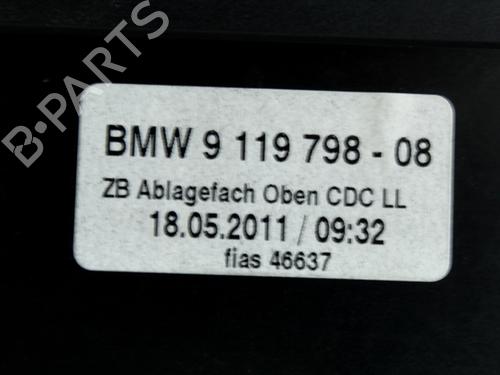 B-PARTS
BMW 9 119 798 - 08
ZB Ablagefach Oben CDC LL
18.05.2011 / 09:32
fias 46637